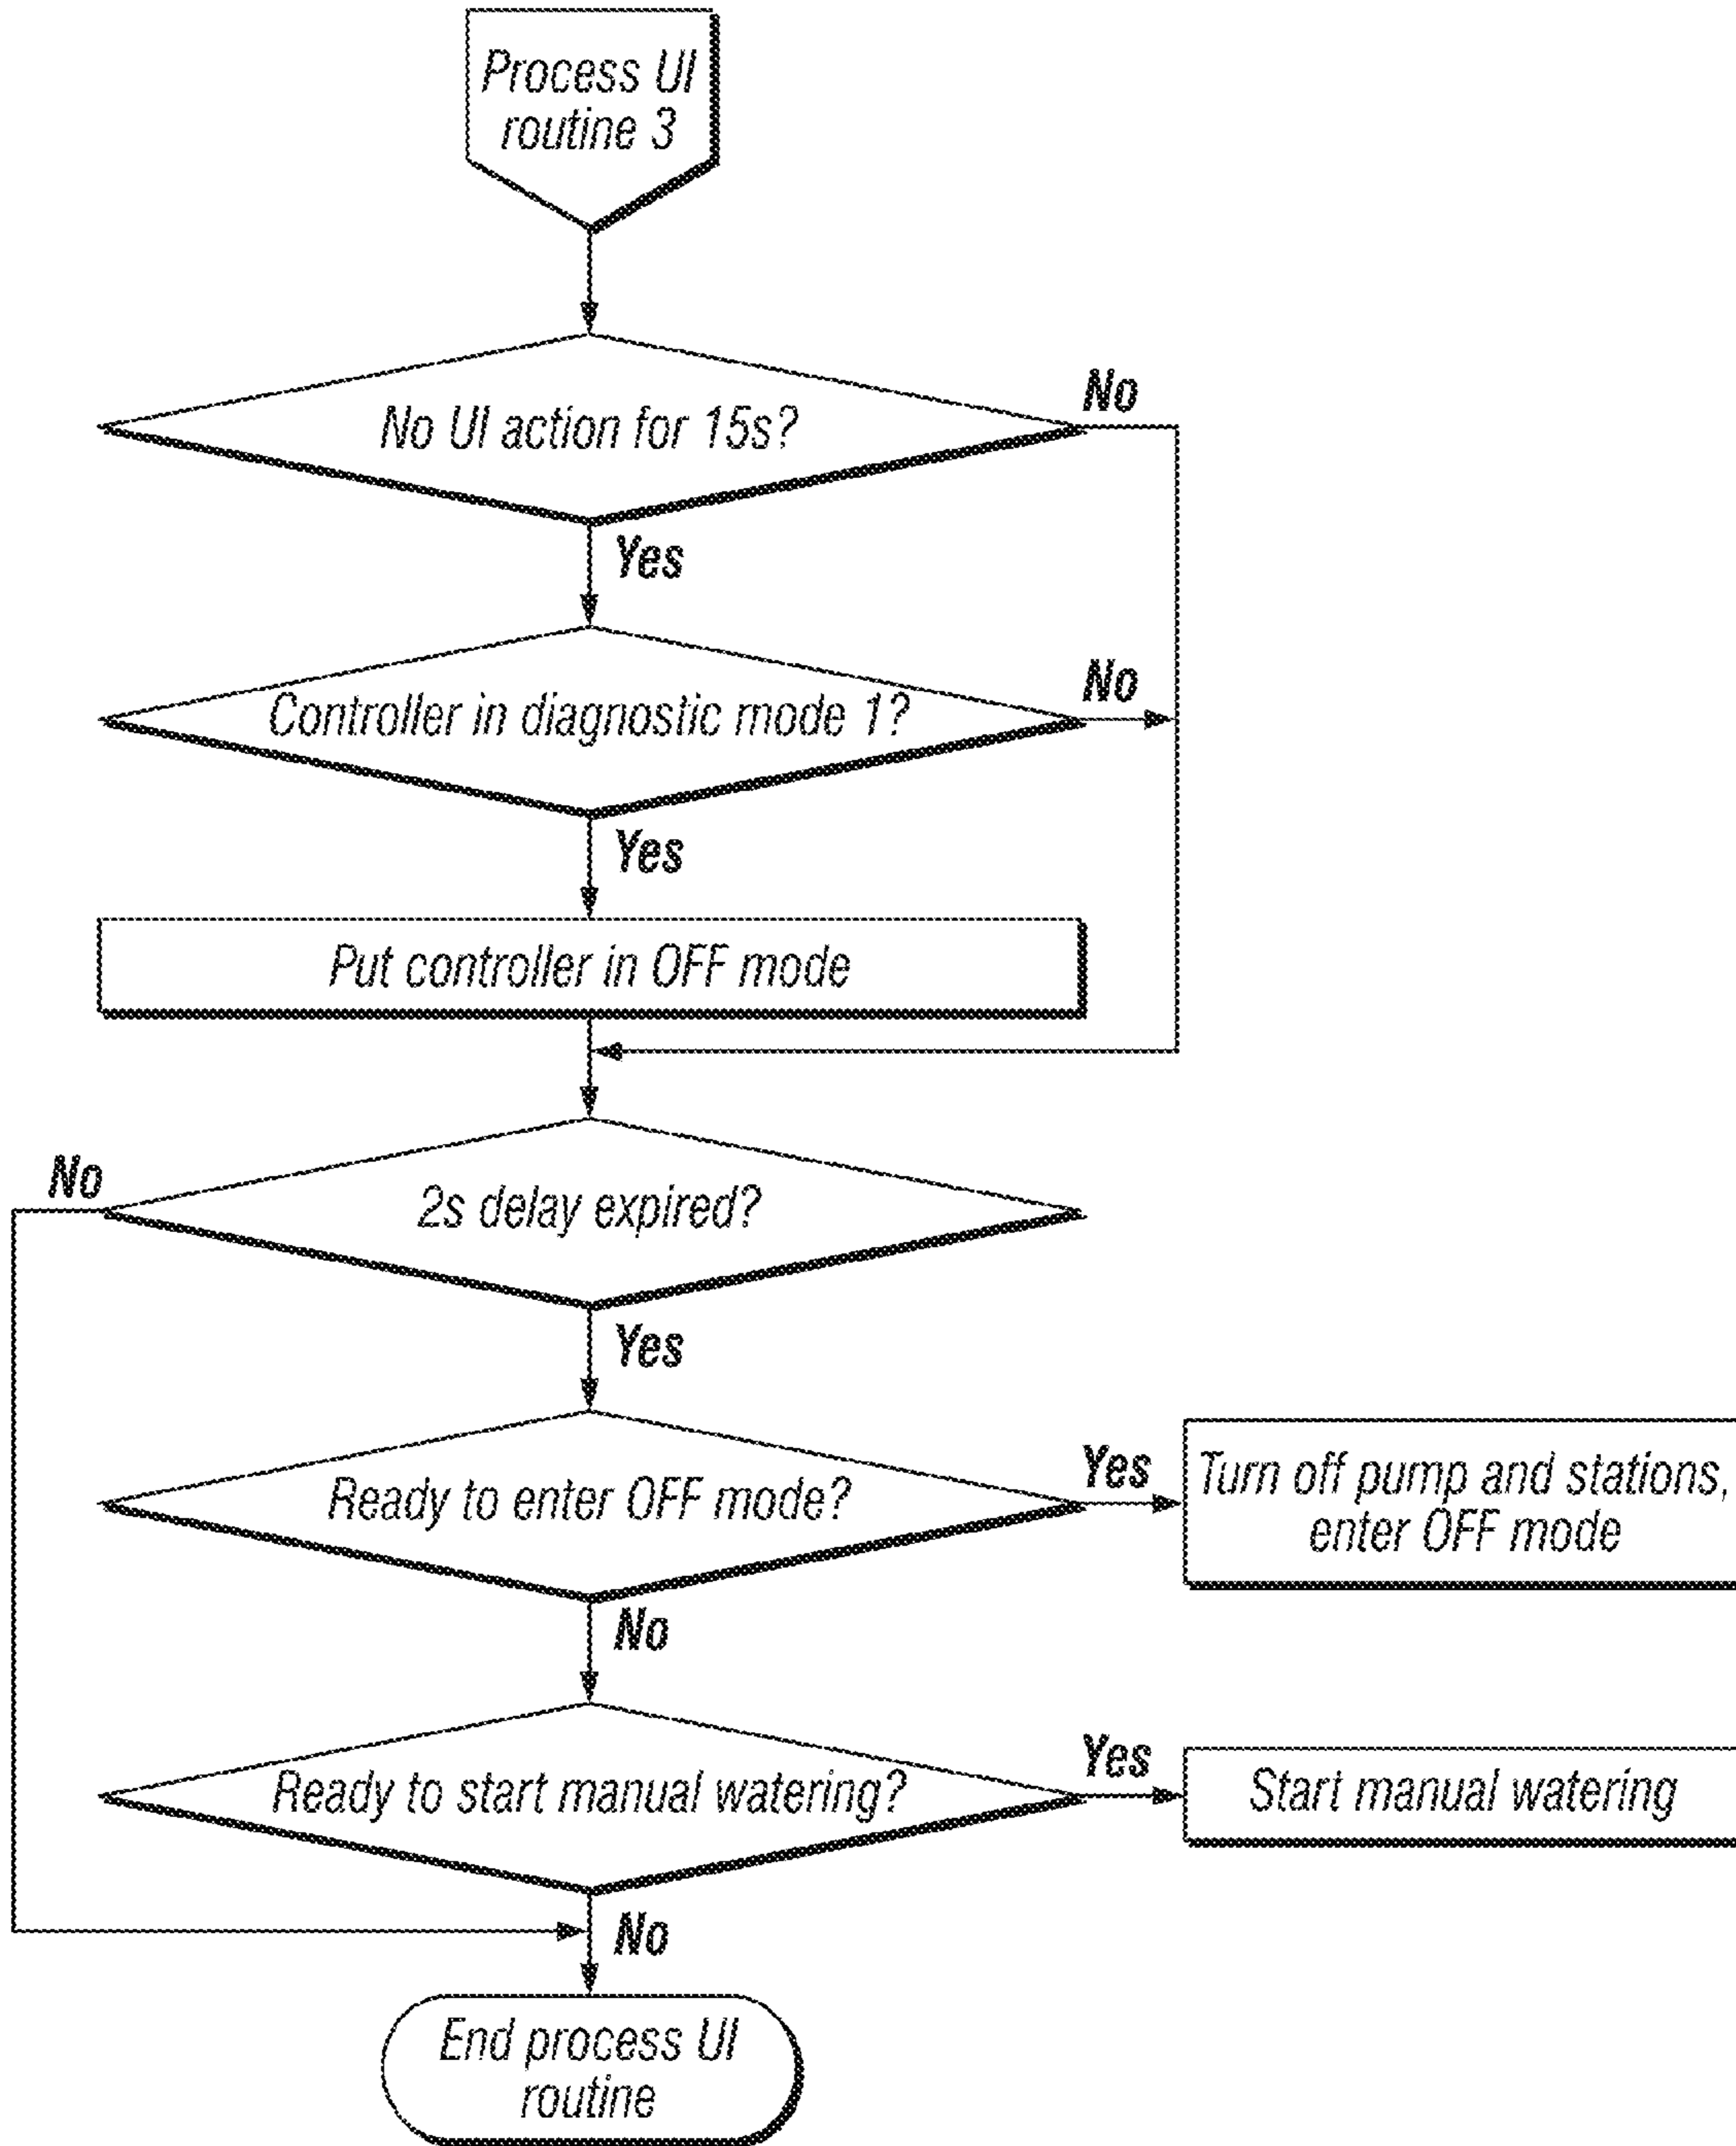 Process UI
routine 3
No UI action for 15s?
No
Yes
Controller in diagnostic mode 1?
No
Yes
Put controller in OFF mode
No
2s delay expired?
Yes
Ready to enter OFF mode?
Yes
Turn off pump and stations,
enter OFF mode
No
Ready to start manual watering?
Yes
Start manual watering
No
End process UI
routine